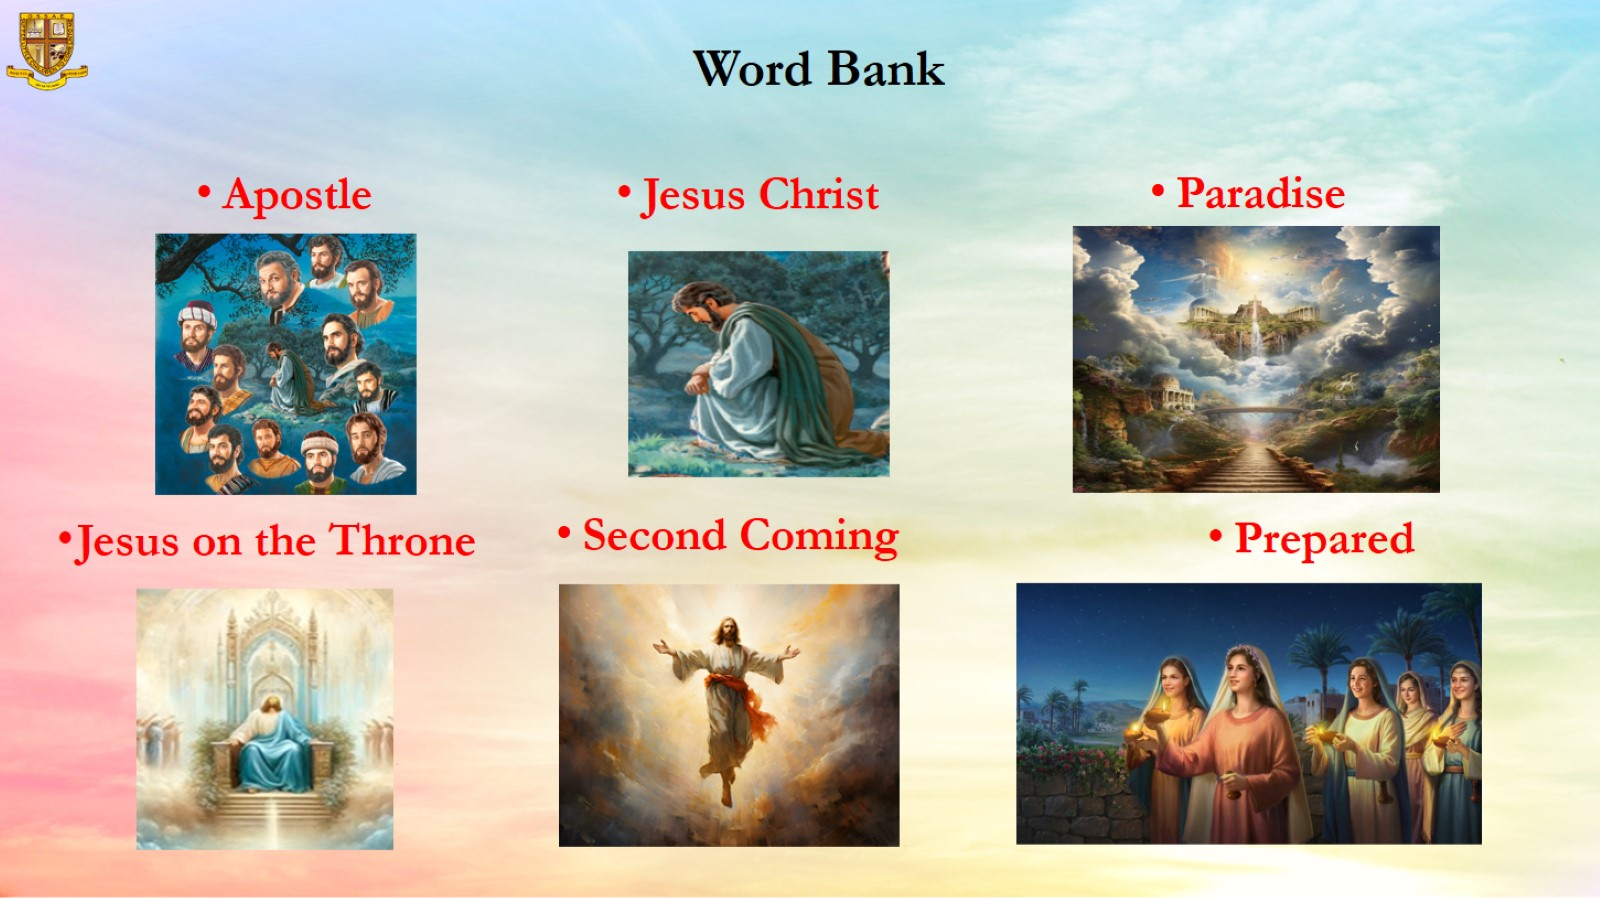 Word Bank
• Apostle
• Jesus Christ
• Paradise
• Jesus on the Throne
• Second Coming
• Prepared